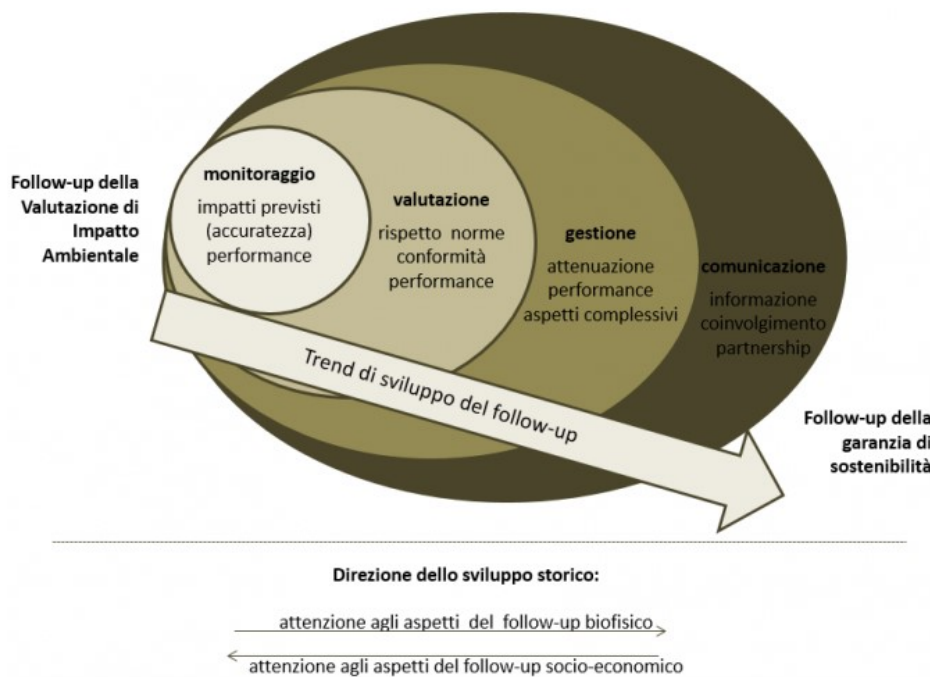 Follow-up della
Valutazione di
Impatto
Ambientale
monitoraggio
impatti previsti
(accuratezza)
performance
valutazione
rispetto norme
conformità
performance
gestione
attenuazione
performance
aspetti complessivi
comunicazione
informazione
coinvolgimento
partnership
Trend di sviluppo del follow-up
Follow-up della
garanzia di
sostenibilità
Direzione dello sviluppo storico:
attenzione agli aspetti del follow-up biofisico
attenzione agli aspetti del follow-up socio-economico